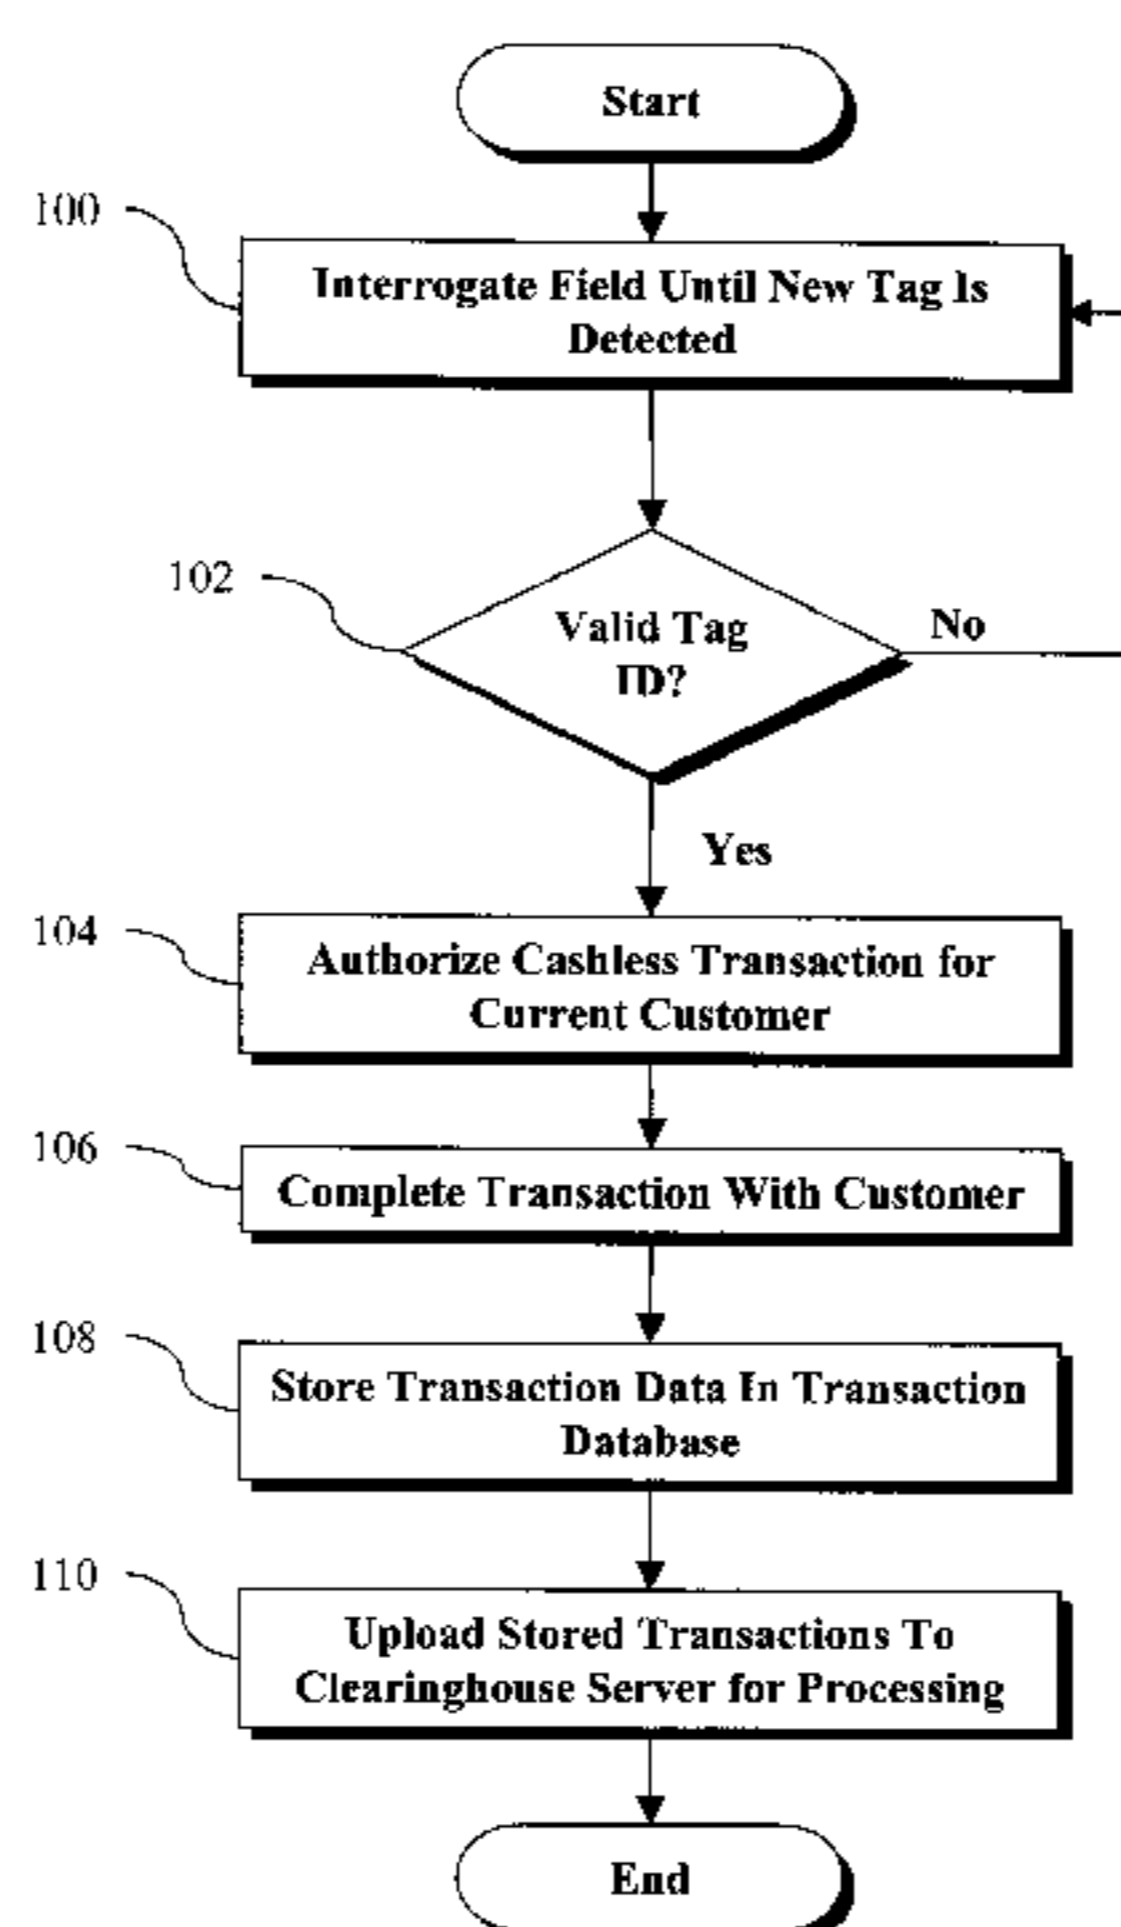 Start
100
Interrogate Field Until New Tag Is
Detected
102
Valid Tag
ID?
No
Yes
104
Authorize Cashless Transaction for
Current Customer
106
Complete Transaction With Customer
108
Store Transaction Data In Transaction
Database
110
Upload Stored Transactions To
Clearinghouse Server for Processing
End